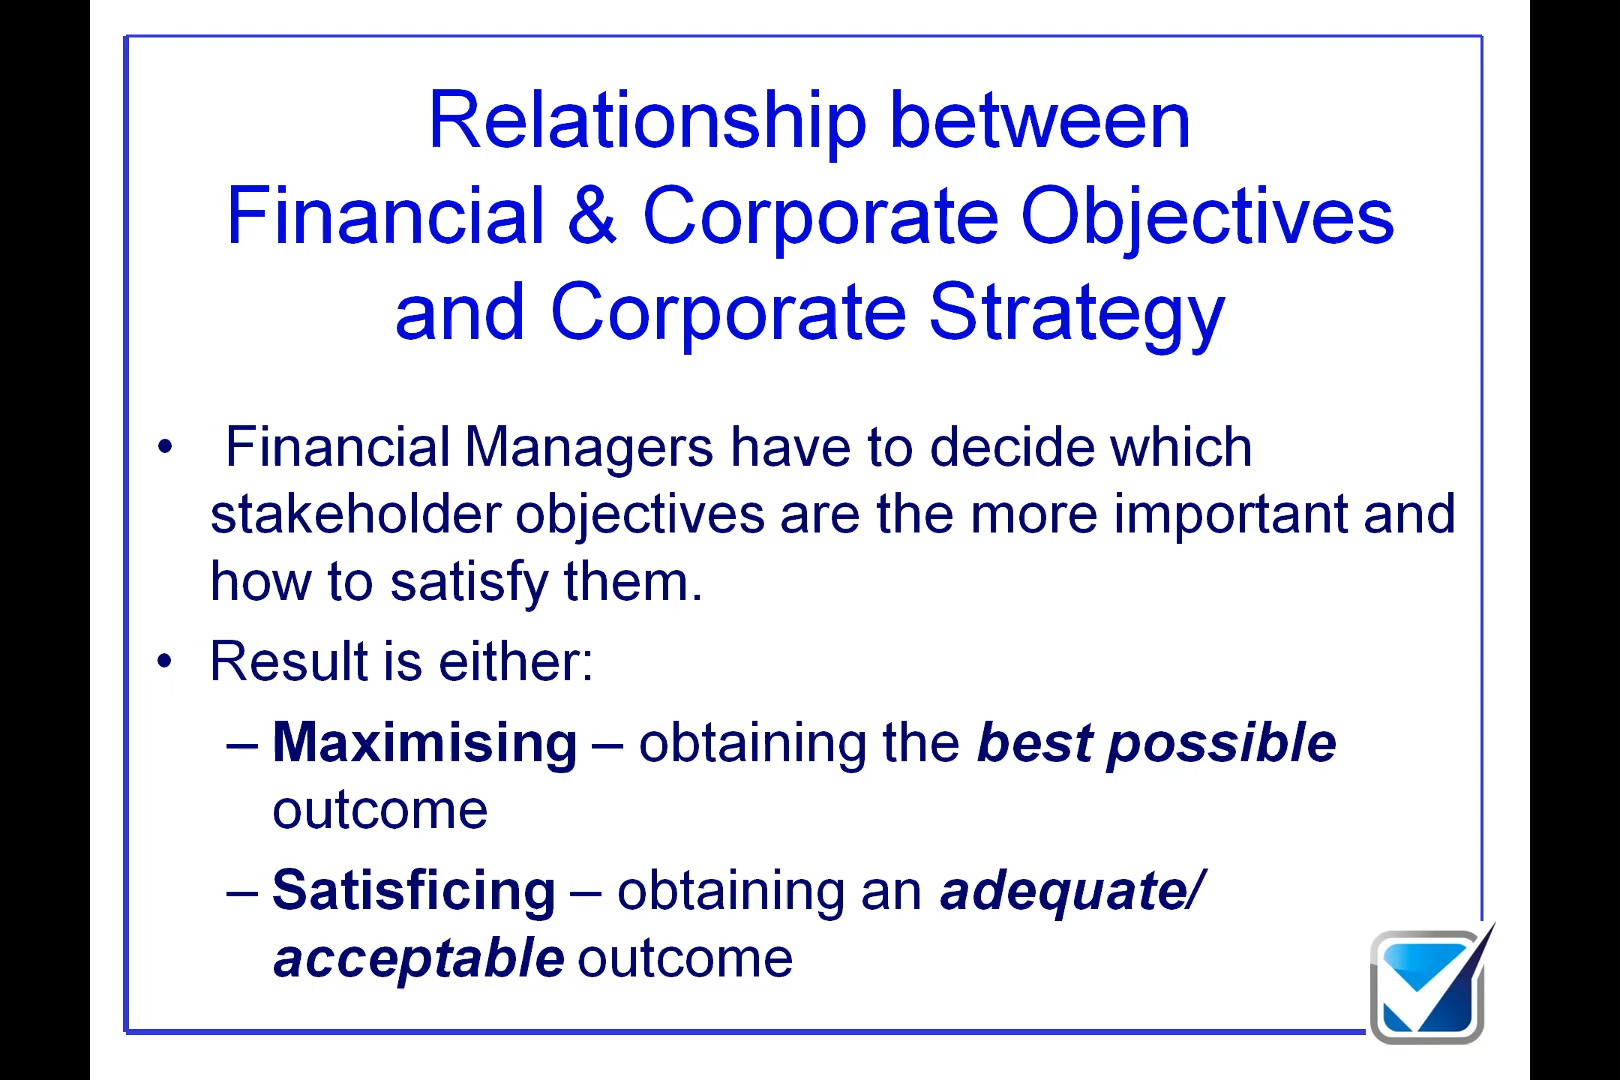 Relationship between
Financial & Corporate Objectives
and Corporate Strategy
• Financial Managers have to decide which
stakeholder objectives are the more important and
how to satisfy them.
• Result is either:
– Maximising – obtaining the best possible
outcome
– Satisficing – obtaining an adequate/
acceptable outcome